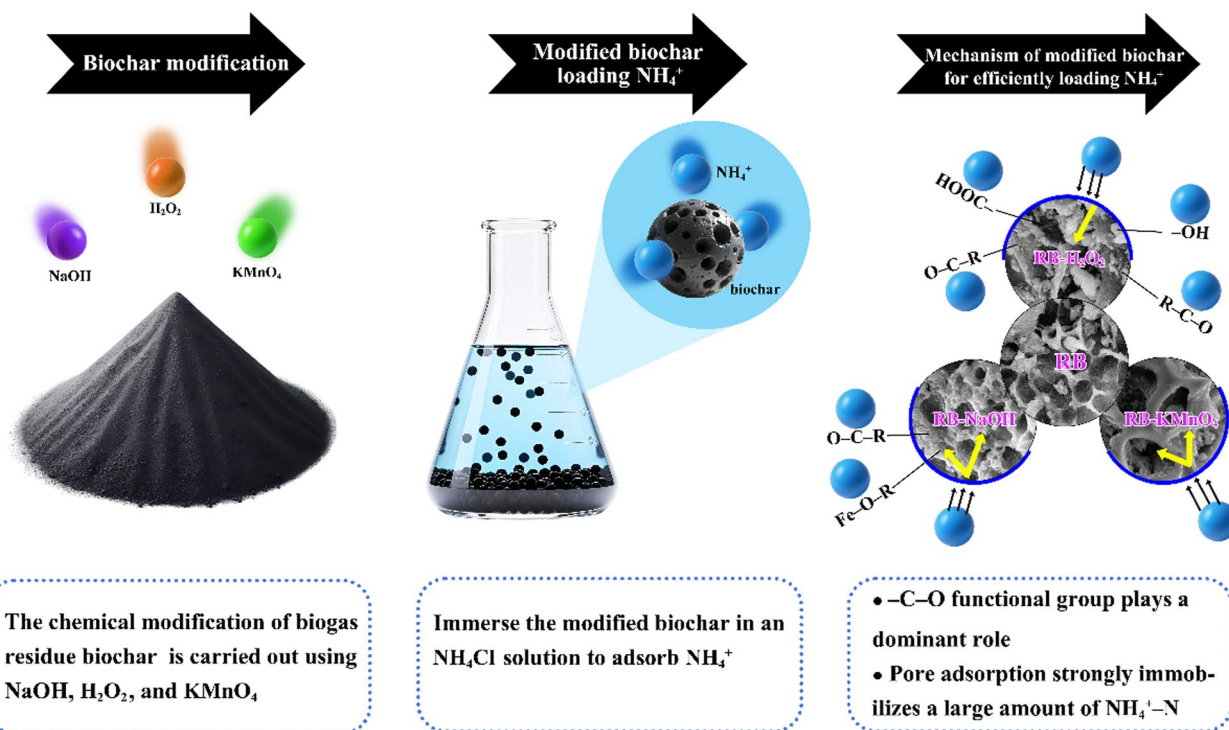 Biochar modification
Modified biochar
loading NH₄⁺
Mechanism of modified biochar
for efficiently loading NH₄⁺
H₂O₂
NaOH
KMnO₄
NH₄⁺
biochar
HOOC–
–OH
RB-H₂O₂
O–C–R
R–C–O
RB
RB-NaOH
RB-KMnO₄
O–C–R
Fe–O–R
The chemical modification of biogas
residue biochar is carried out using
NaOH, H₂O₂, and KMnO₄
Immerse the modified biochar in an
NH₄Cl solution to adsorb NH₄⁺
• –C–O functional group plays a
dominant role
• Pore adsorption strongly immob-
ilizes a large amount of NH₄⁺–N